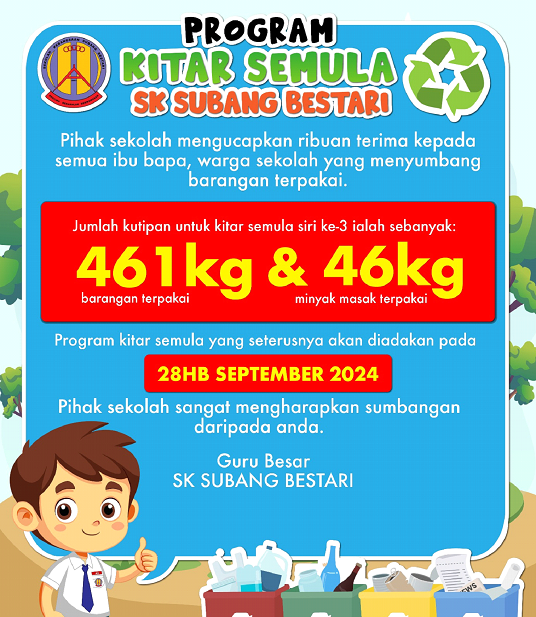 PROGRAM
KITAR SEMULA
SK SUBANG BESTARI
Pihak sekolah mengucapkan ribuan terima kepada
semua ibu bapa, warga sekolah yang menyumbang
barangan terpakai.
Jumlah kutipan untuk kitar semula siri ke-3 ialah sebanyak:
461kg & 46kg
barangan terpakai minyak masak terpakai
Program kitar semula yang seterusnya akan diadakan pada
28HB SEPTEMBER 2024
Pihak sekolah sangat mengharapkan sumbangan
daripada anda.
Guru Besar
SK SUBANG BESTARI
NEWS